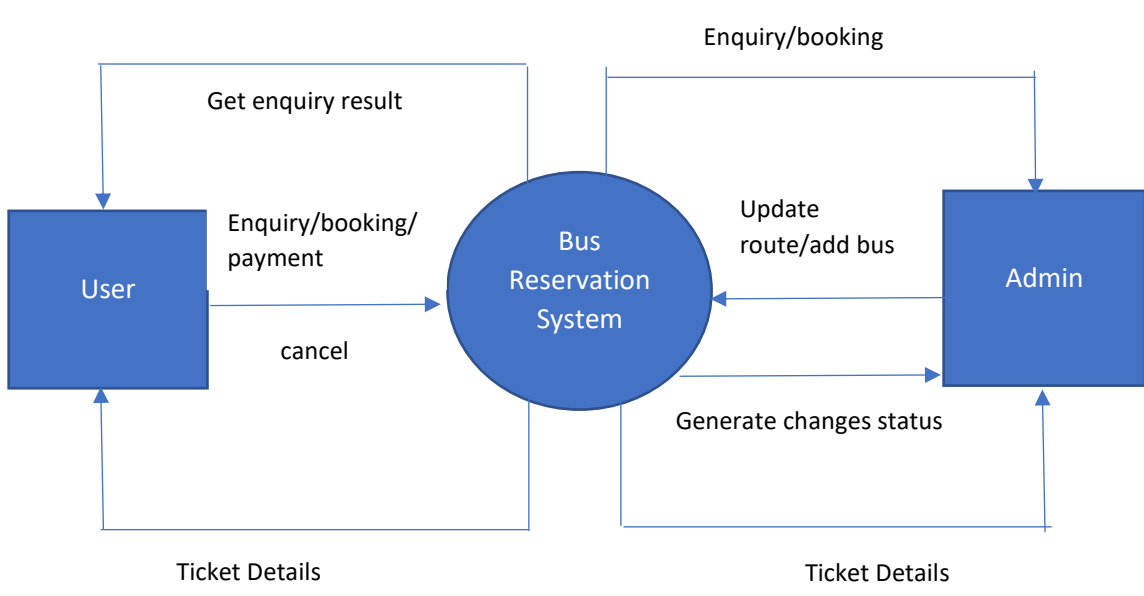 Enquiry/booking
Get enquiry result
Enquiry/booking/
payment
Update
route/add bus
User
Bus
Reservation
System
Admin
cancel
Generate changes status
Ticket Details
Ticket Details